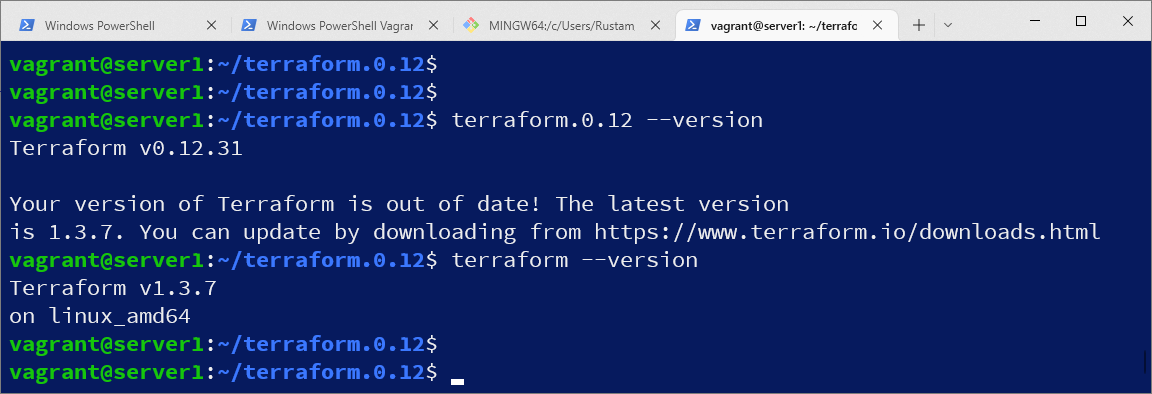 Windows PowerShell
Windows PowerShell Vagrar
MINGW64:/c/Users/Rustam
vagrant@server1: ~/terrafo
vagrant@server1:~/terraform.0.12$
vagrant@server1:~/terraform.0.12$
vagrant@server1:~/terraform.0.12$ terraform.0.12 --version
Terraform v0.12.31
Your version of Terraform is out of date! The latest version
is 1.3.7. You can update by downloading from https://www.terraform.io/downloads.html
vagrant@server1:~/terraform.0.12$ terraform --version
Terraform v1.3.7
on linux_amd64
vagrant@server1:~/terraform.0.12$
vagrant@server1:~/terraform.0.12$